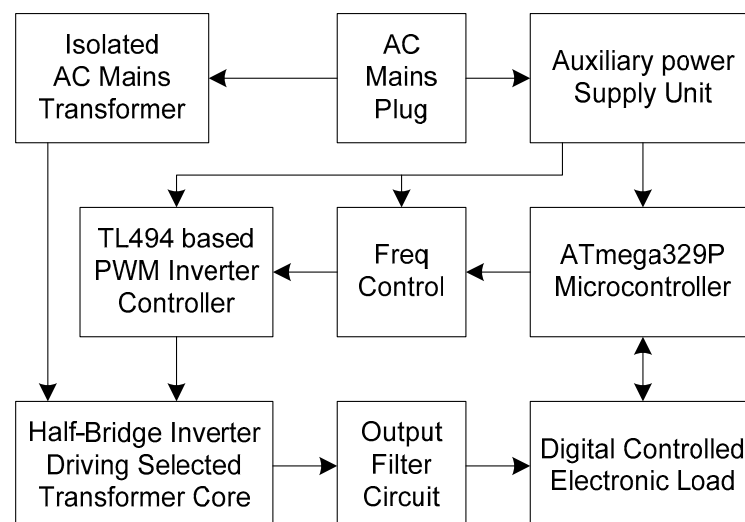 Isolated
AC Mains
Transformer
AC
Mains
Plug
Auxiliary power
Supply Unit
TL494 based
PWM Inverter
Controller
Freq
Control
ATmega329P
Microcontroller
Half-Bridge Inverter
Driving Selected
Transformer Core
Output
Filter
Circuit
Digital Controlled
Electronic Load